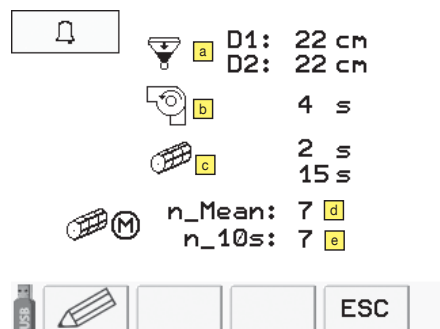 a D1: 22 cm
D2: 22 cm
b 4 s
c 2 s
15 s
M n_Mean: 7 d
n_10s: 7 e
USB ESC